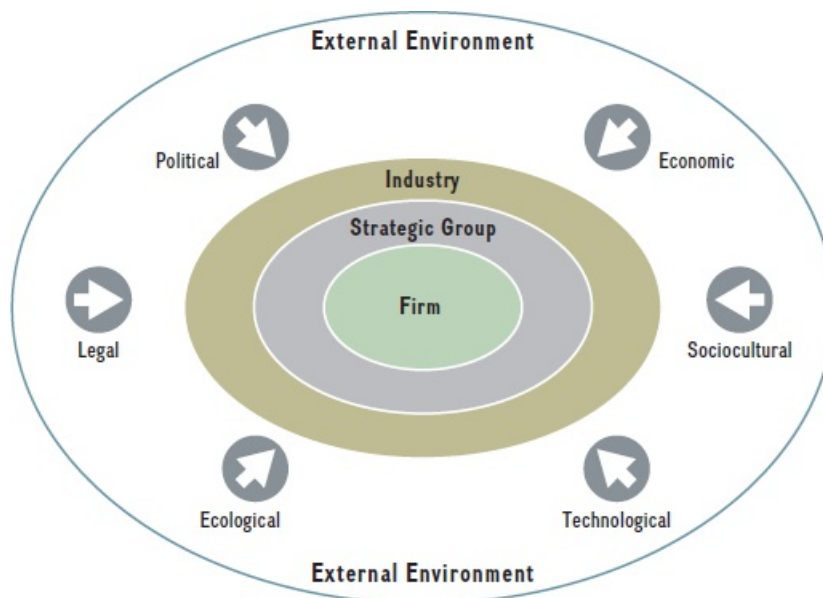 External Environment
Political
Economic
Industry
Strategic Group
Firm
Legal
Sociocultural
Ecological
Technological
External Environment